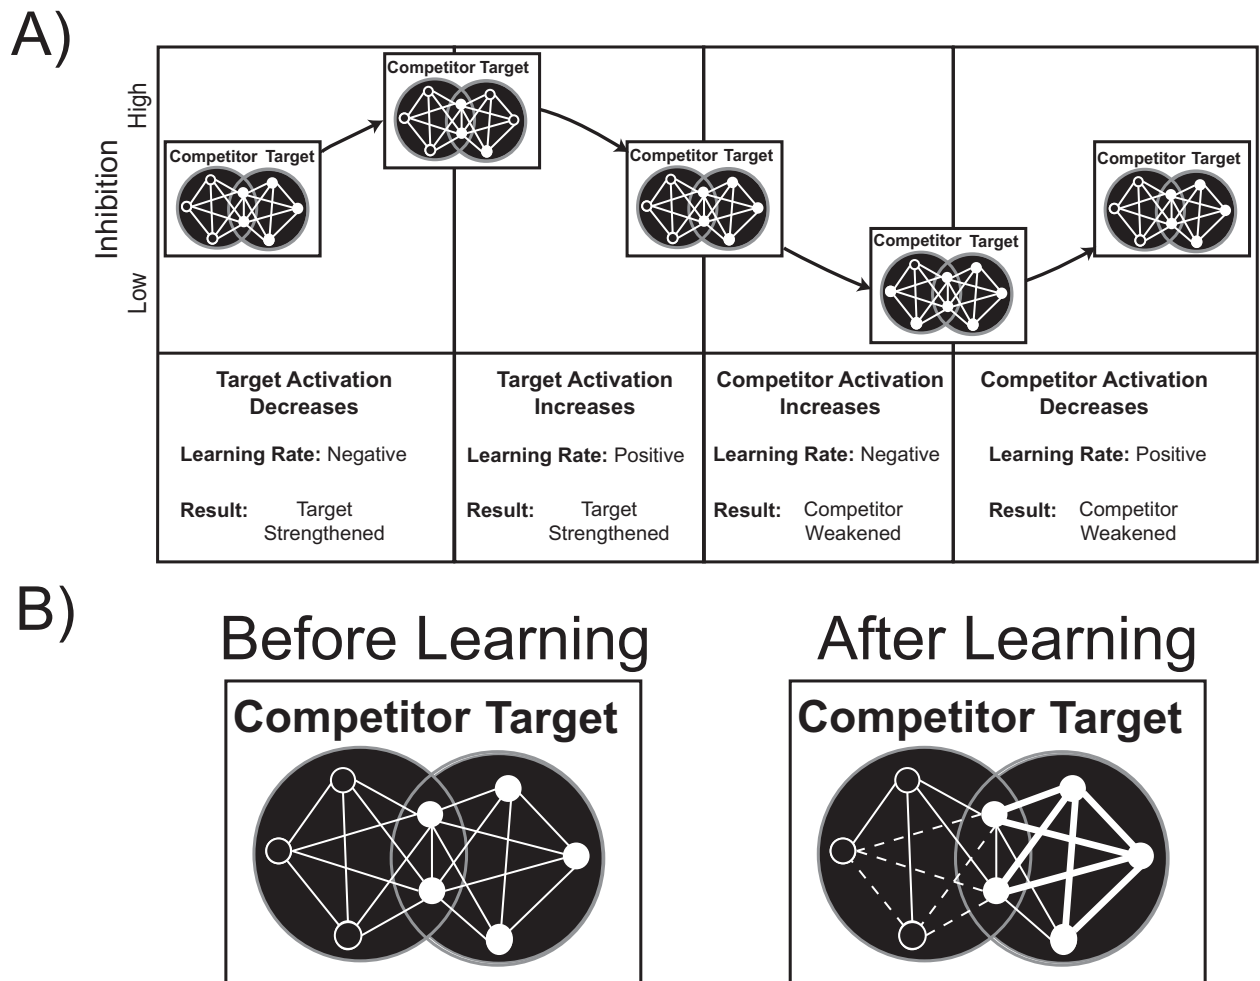 A)
Inhibition
High
Low
Competitor Target
Competitor Target
Competitor Target
Competitor Target
Competitor Target
Target Activation
Decreases
Learning Rate: Negative
Result: Target
Strengthened
Target Activation
Increases
Learning Rate: Positive
Result: Target
Strengthened
Competitor Activation
Increases
Learning Rate: Negative
Result: Competitor
Weakened
Competitor Activation
Decreases
Learning Rate: Positive
Result: Competitor
Weakened
B)
Before Learning
Competitor Target
After Learning
Competitor Target